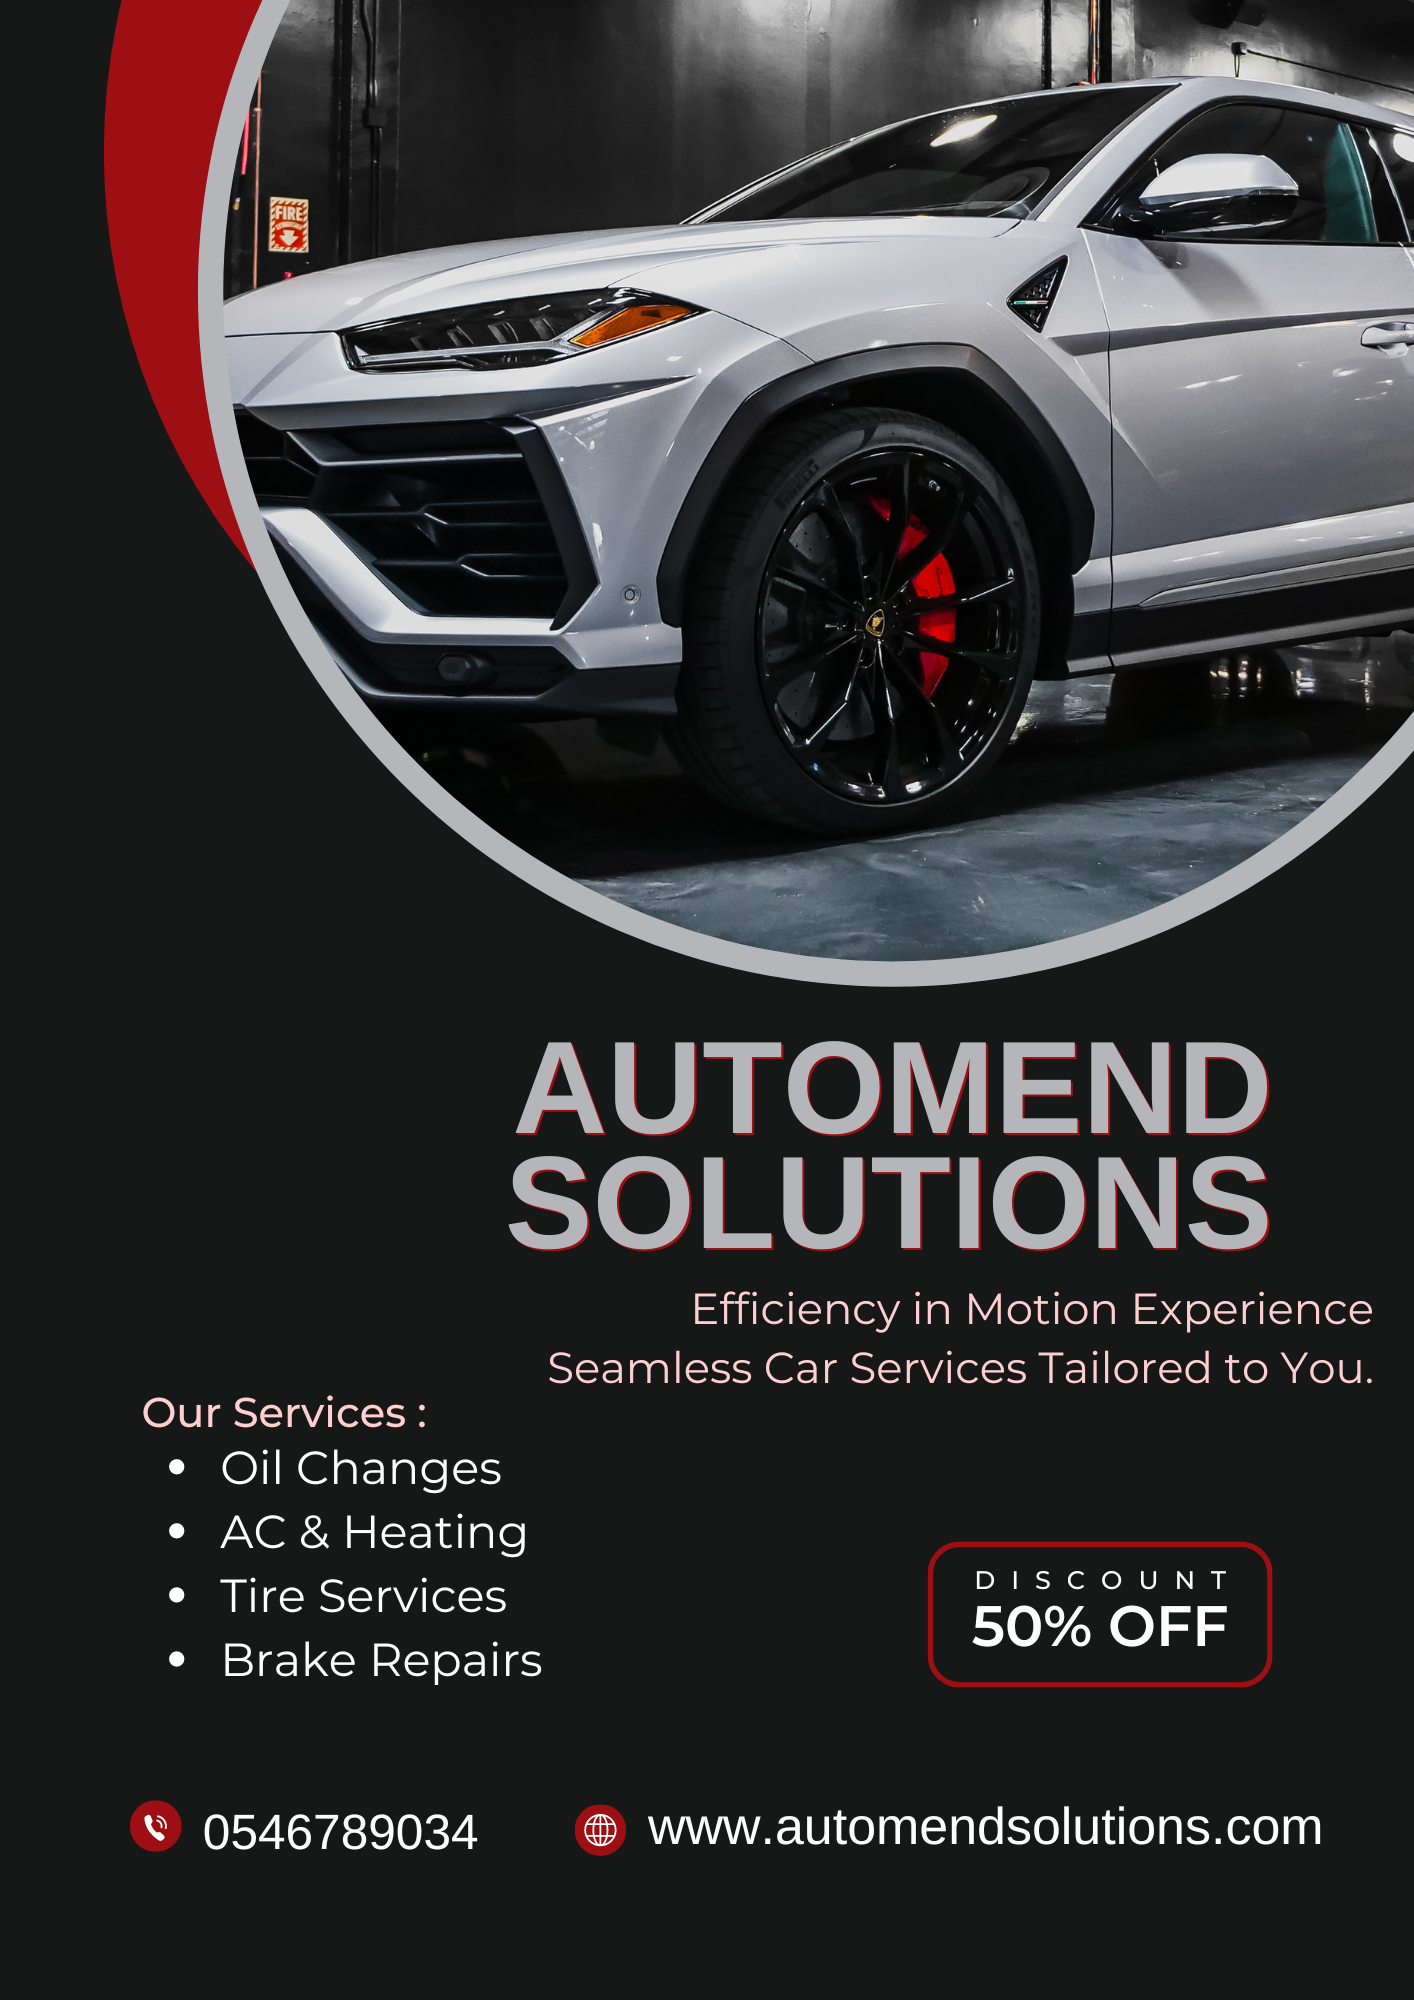 FIRE
PIRELLI
AUTOMEND
SOLUTIONS
Efficiency in Motion Experience
Seamless Car Services Tailored to You.
Our Services :
Oil Changes
AC & Heating
Tire Services
Brake Repairs
DISCOUNT
50% OFF
0546789034
www.automendsolutions.com